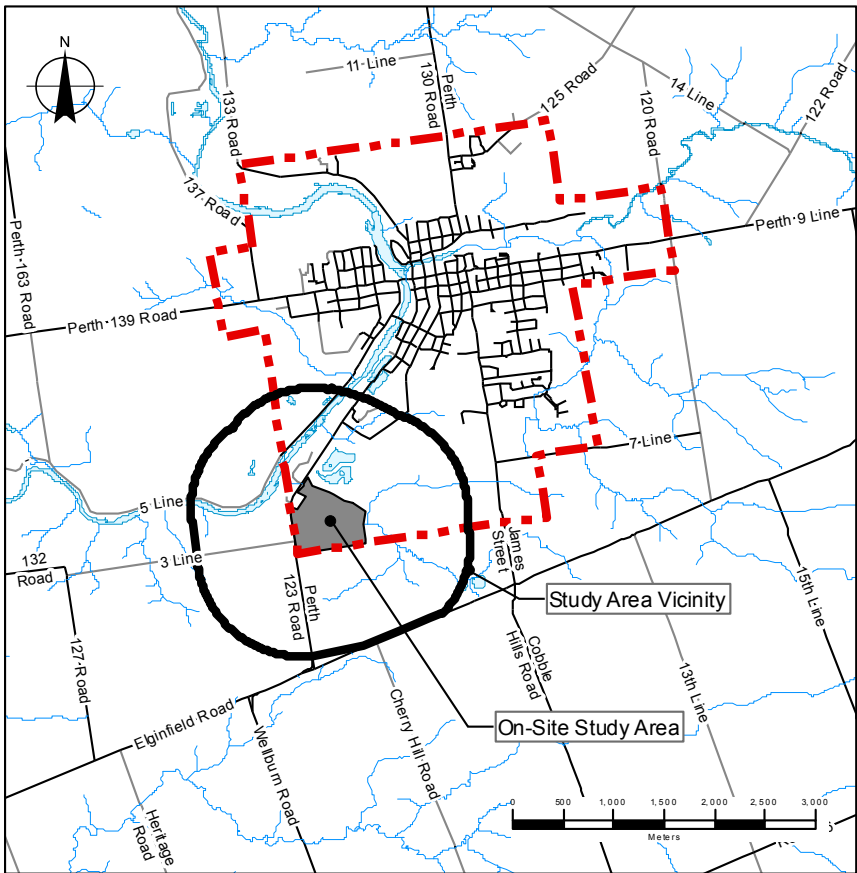 N
11 Line
133 Road
Perth
130 Road
125 Road
14 Line
120 Road
122 Road
137 Road
Perth 163 Road
Perth 9 Line
Perth 139 Road
7 Line
5 Line
3 Line
132
Road
127 Road
Perth
123 Road
James
Street
Study Area Vicinity
15th Line
Cobble
Hills Road
13th Line
On-Site Study Area
Elginfield Road
Cherry Hill Road
Wellburn Road
Heritage
Road
0 500 1,000 1,500 2,000 2,500 3,000
Meters